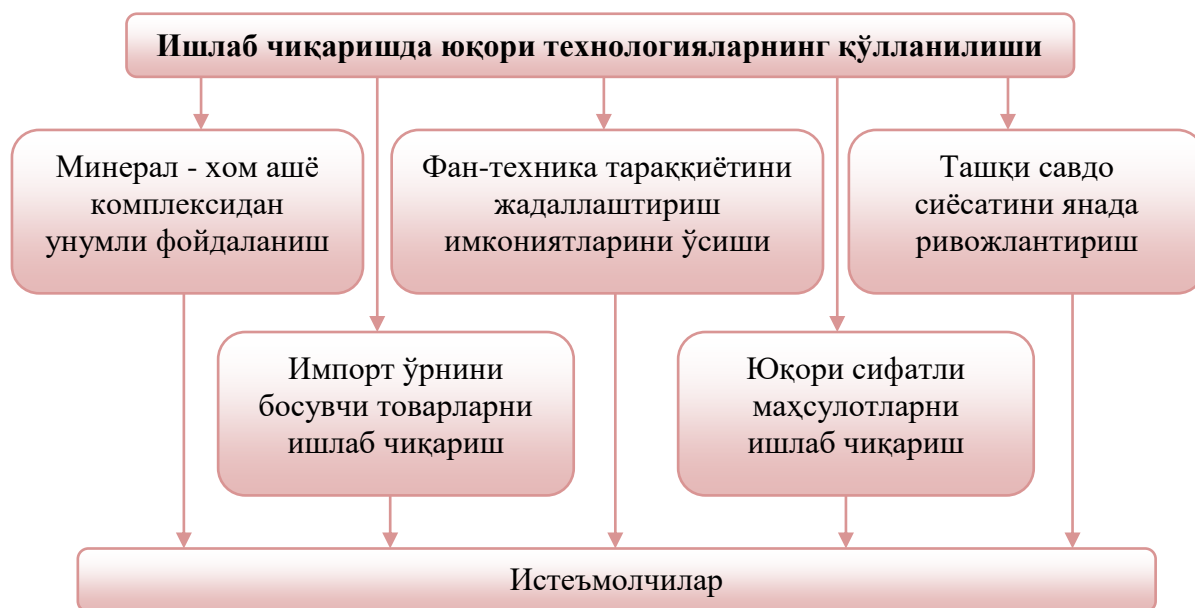 Ишлаб чиқаришда юқори технологияларнинг қўлланилиши
Минерал - хом ашё
комплексидан
унумли фойдаланиш
Фан-техника тараққиётини
жадаллаштириш
имкониятларини ўсиши
Ташқи савдо
сиёсатини янада
ривожлантириш
Импорт ўрнини
босувчи товарларни
ишлаб чиқариш
Юқори сифатли
маҳсулотларни
ишлаб чиқариш
Истеъмолчилар